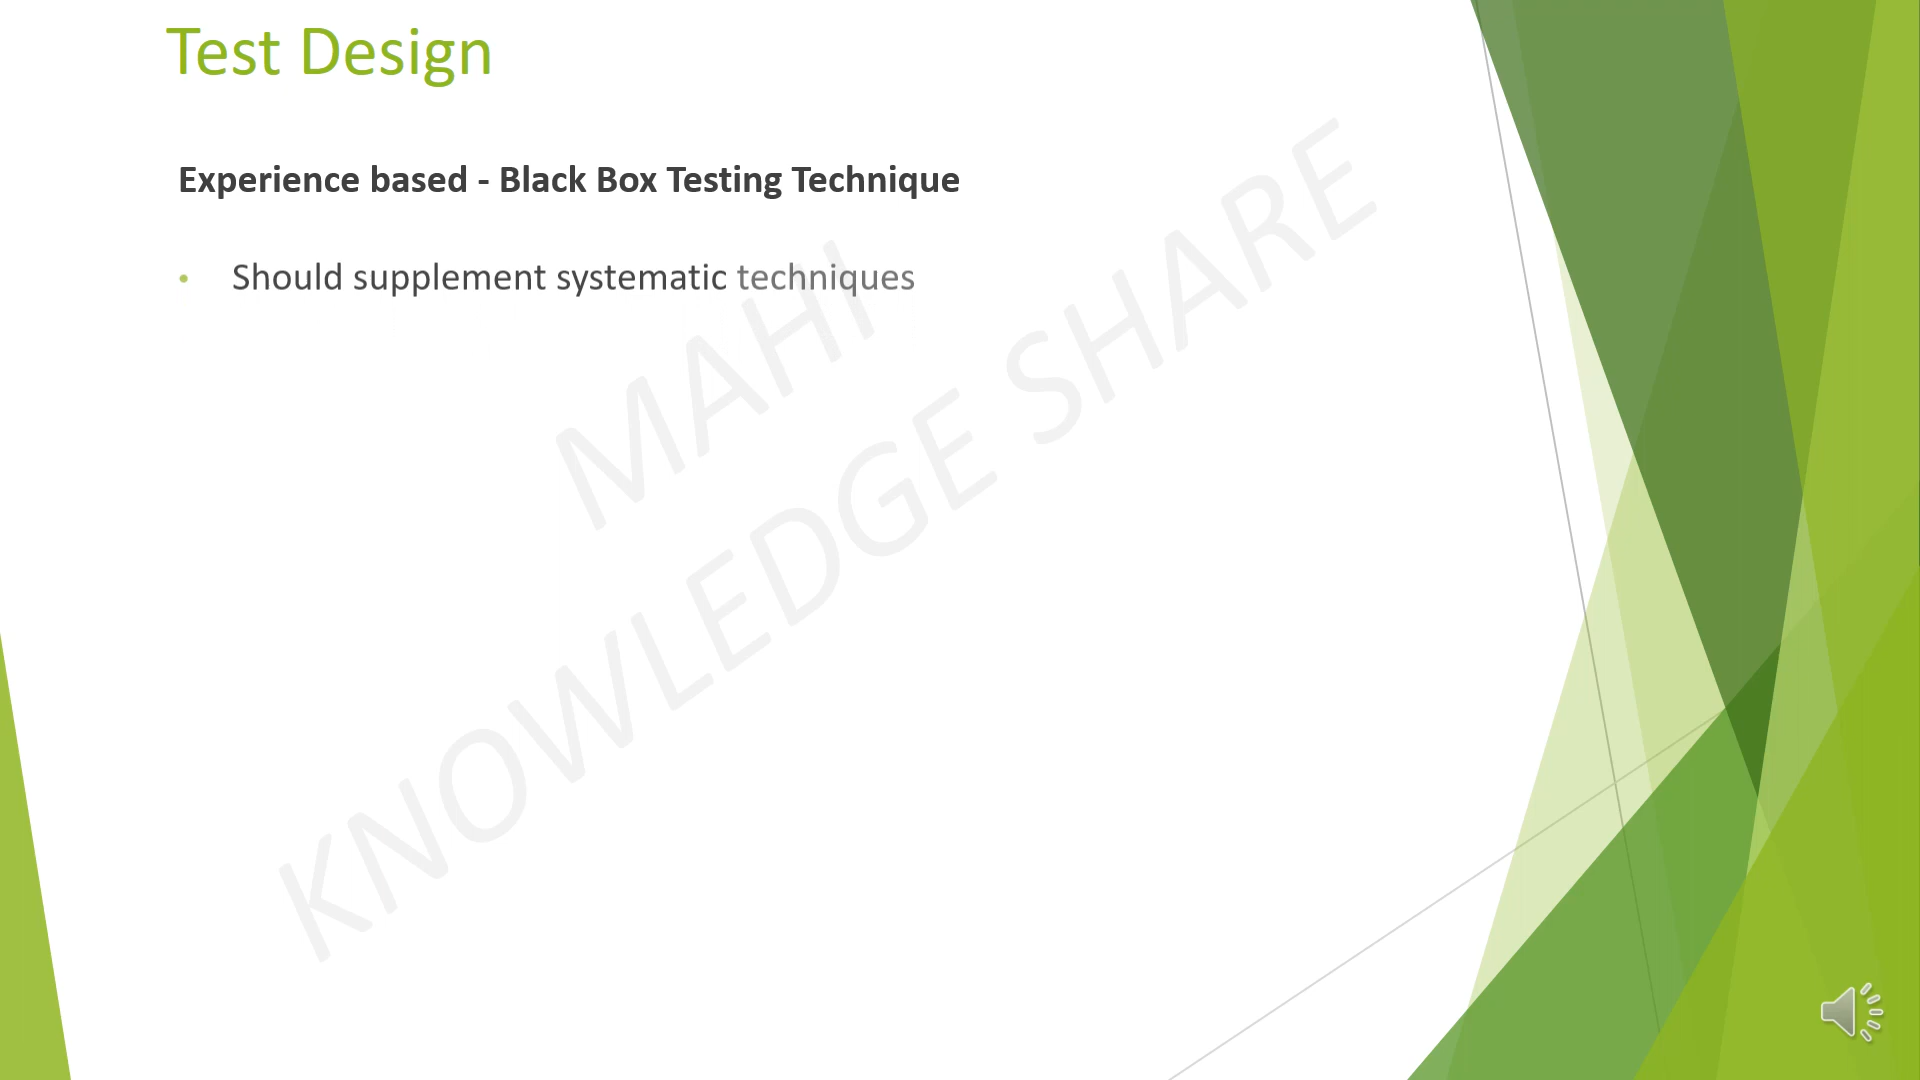 Test Design
Experience based - Black Box Testing Technique
• Should supplement systematic techniques
MAHI
KNOWLEDGE SHARE